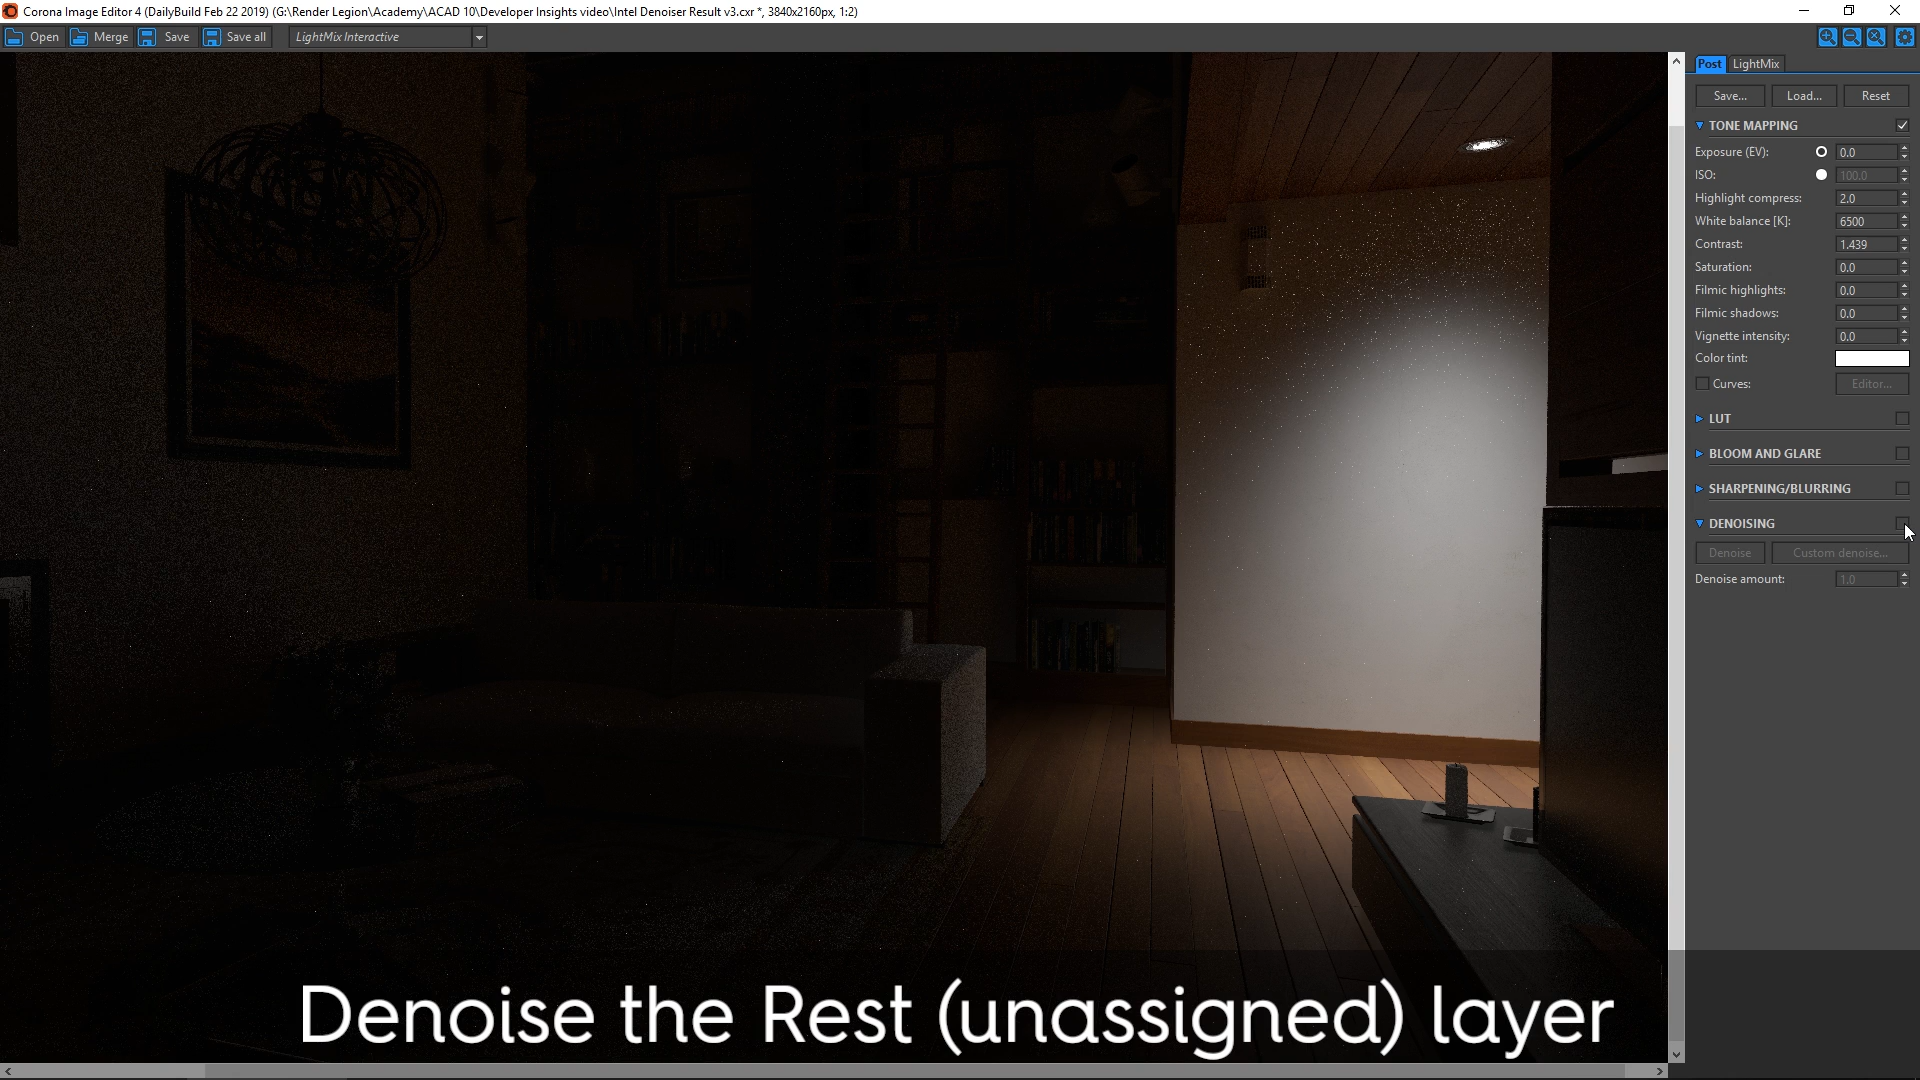 Corona Image Editor 4 (DailyBuild Feb 22 2019) (G:\Render Legion\Academy\ACAD 10\Developer Insights video\Intel Denoiser Result v3.cxr *, 3840x2160px, 1:2)
Open Merge Save Save all LightMix Interactive
Post LightMix
Save... Load... Reset
TONE MAPPING
Exposure (EV): 0.0
ISO: 100.0
Highlight compress: 2.0
White balance [K]: 6500
Contrast: 1.439
Saturation: 0.0
Filmic highlights: 0.0
Filmic shadows: 0.0
Vignette intensity: 0.0
Color tint:
Curves: Editor...
LUT
BLOOM AND GLARE
SHARPENING/BLURRING
DENOISING
Denoise Custom denoise...
Denoise amount: 1.0
Denoise the Rest (unassigned) layer